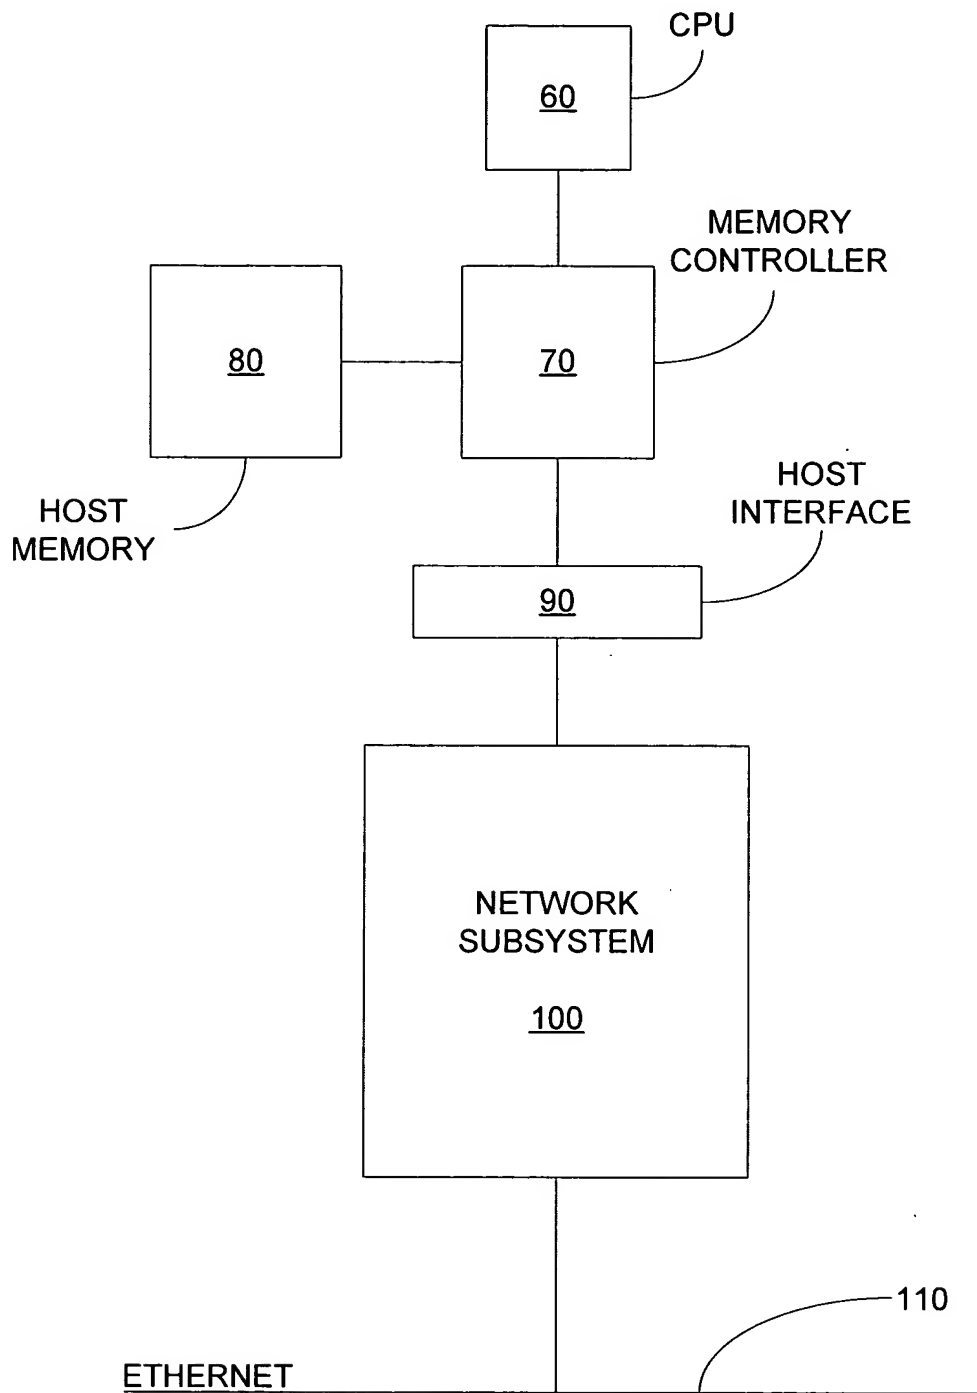 CPU
60
MEMORY
CONTROLLER
80
70
HOST
MEMORY
HOST
INTERFACE
90
NETWORK
SUBSYSTEM
100
110
ETHERNET